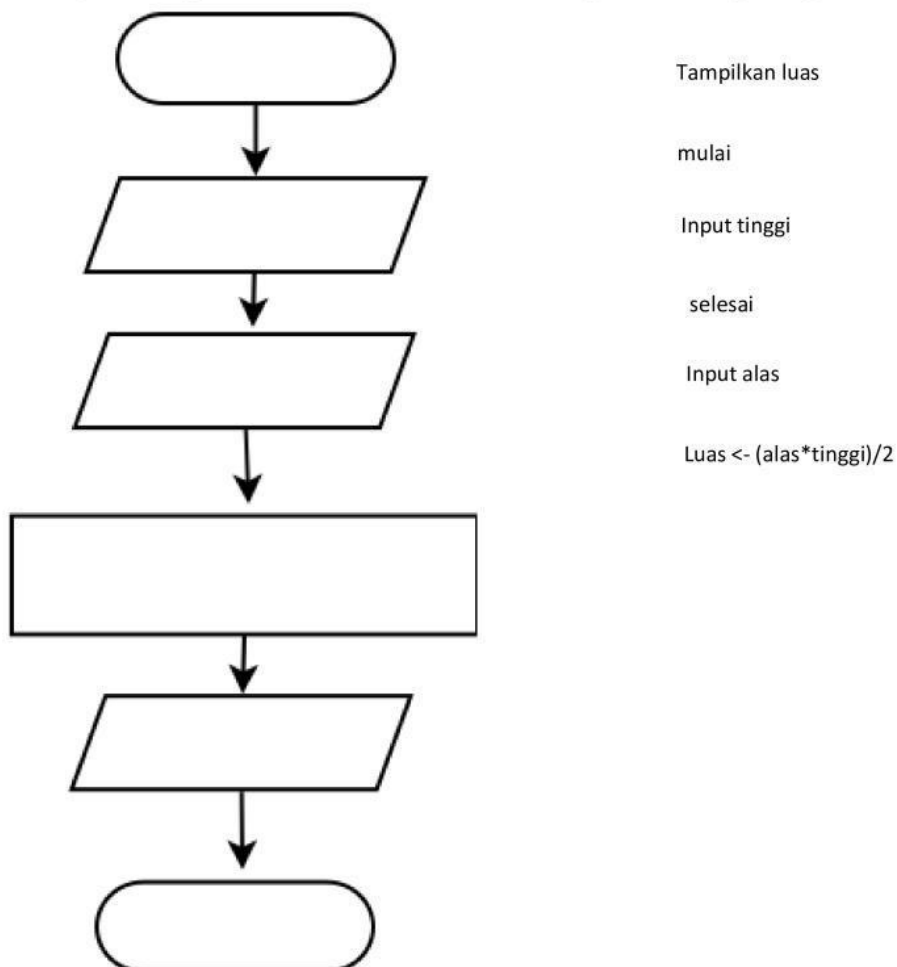 Tampilkan luas
mulai
Input tinggi
selesai
Input alas
Luas <- (alas*tinggi)/2